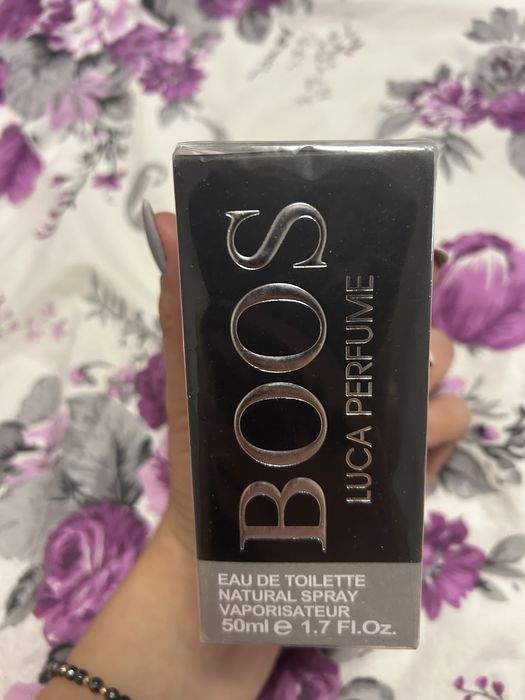 BOOS
LUCA PERFUME
EAU DE TOILETTE
NATURAL SPRAY
VAPORISATEUR
50ml e 1.7 Fl.Oz.